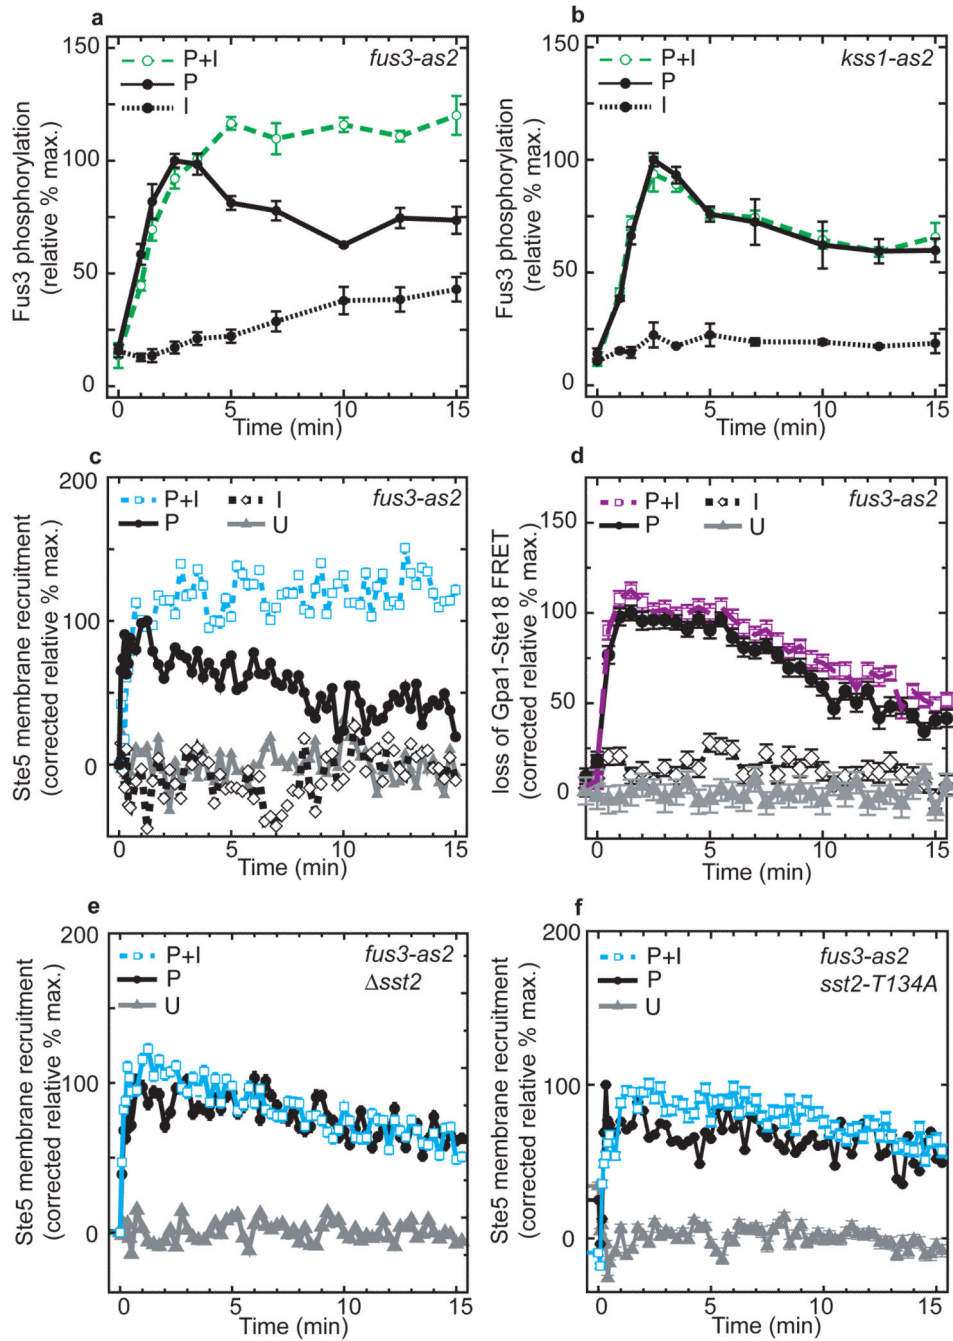 a
150
100
50
0
0
5
10
15
P+I
P
I
fus3-as2
Fus3 phosphorylation
(relative % max.)
Time (min)
b
150
100
50
0
0
5
10
15
P+I
P
I
kss1-as2
Fus3 phosphorylation
(relative % max.)
Time (min)
c
200
100
0
0
5
10
15
P+I
I
P
U
fus3-as2
Ste5 membrane recruitment
(corrected relative % max.)
Time (min)
d
150
100
50
0
0
5
10
15
P+I
I
P
U
fus3-as2
loss of Gpa1-Ste18 FRET
(corrected relative % max.)
Time (min)
e
200
100
0
0
5
10
15
P+I
P
U
fus3-as2
Δsst2
Ste5 membrane recruitment
(corrected relative % max.)
Time (min)
f
200
100
0
0
5
10
15
P+I
P
U
fus3-as2
sst2-T134A
Ste5 membrane recruitment
(corrected relative % max.)
Time (min)